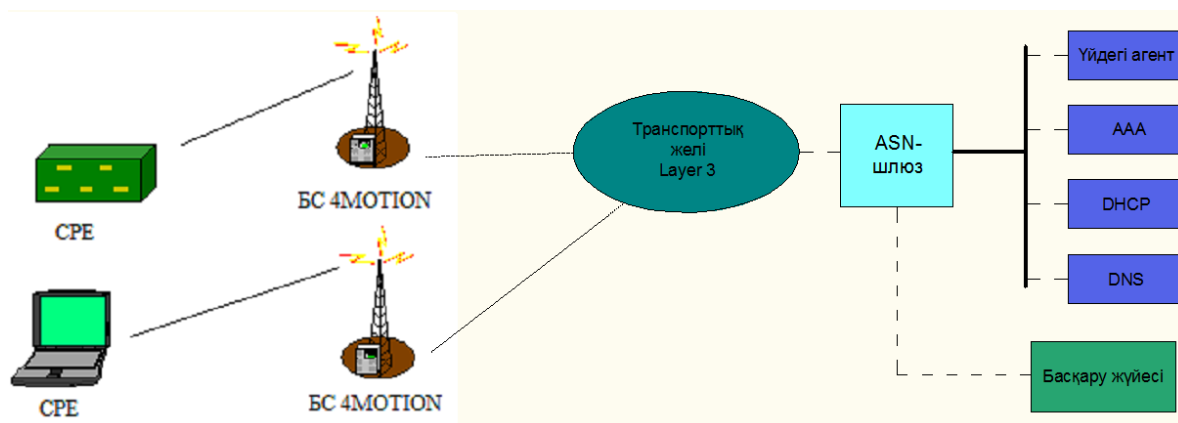 CPE
БС 4MOTION
CPE
БС 4MOTION
Транспорттық
желі
Layer 3
ASN-
шлюз
Үйдегі агент
AAA
DHCP
DNS
Басқару жүйесі